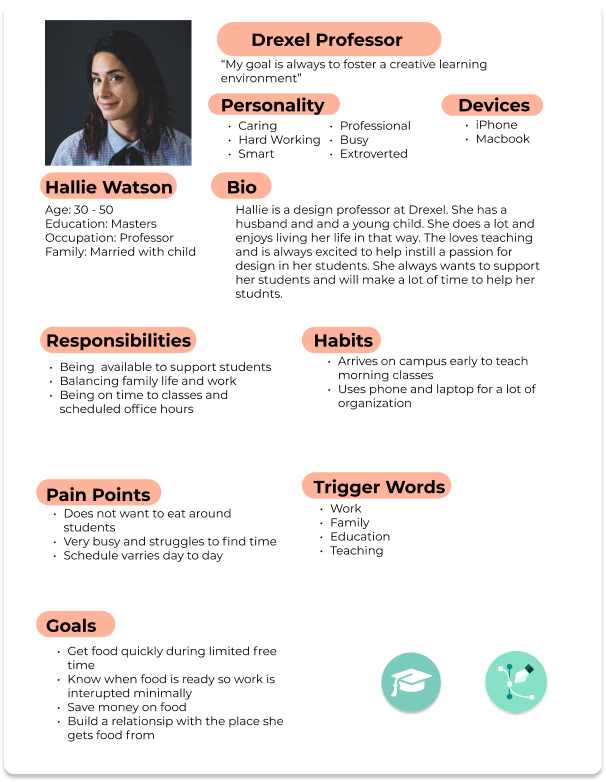 Drexel Professor
“My goal is always to foster a creative learning
environment”
Personality
• Caring
• Hard Working
• Smart
• Professional
• Busy
• Extroverted
Devices
• iPhone
• Macbook
Hallie Watson
Age: 30 - 50
Education: Masters
Occupation: Professor
Family: Married with child
Bio
Hallie is a design professor at Drexel. She has a
husband and and a young child. She does a lot and
enjoys living her life in that way. The loves teaching
and is always excited to help instill a passion for
design in her students. She always wants to support
her students and will make a lot of time to help her
studnts.
Responsibilities
• Being  available to support students
• Balancing family life and work
• Being on time to classes and
scheduled office hours
Habits
• Arrives on campus early to teach
morning classes
• Uses phone and laptop for a lot of
organization
Pain Points
• Does not want to eat around
students
• Very busy and struggles to find time
• Schedule varries day to day
Trigger Words
• Work
• Family
• Education
• Teaching
Goals
• Get food quickly during limited free
time
• Know when food is ready so work is
interupted minimally
• Save money on food
• Build a relationsip with the place she
gets food from